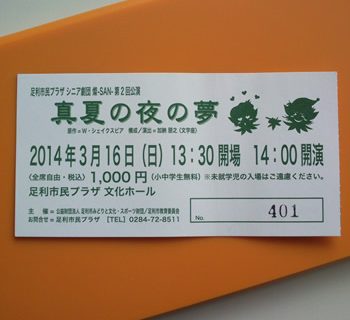 足利市民プラザ シニア劇団 燦-SAN- 第2回公演
真夏の夜の夢
原作=W・シェイクスピア 構成/演出=加納 朋之(文学座)
2014年3月16日(日) 13:30開場 14:00開演
(全席自由・税込) 1,000円 (小中学生無料) ※未就学児の入場はご遠慮ください。
足利市民プラザ 文化ホール
主 催=公益財団法人 足利市みどりと文化・スポーツ財団/足利市教育委員会
お問合せ=足利市民プラザ 【TEL】0284-72-8511
No. 401